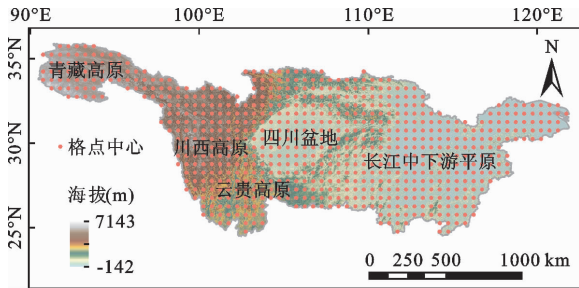 90°E 100°E 110°E 120°E
35°N
30°N
25°N
N
青藏高原
格点中心
川西高原
四川盆地
长江中下游平原
云贵高原
海拔(m)
7143
-142
0 250 500 1000 km